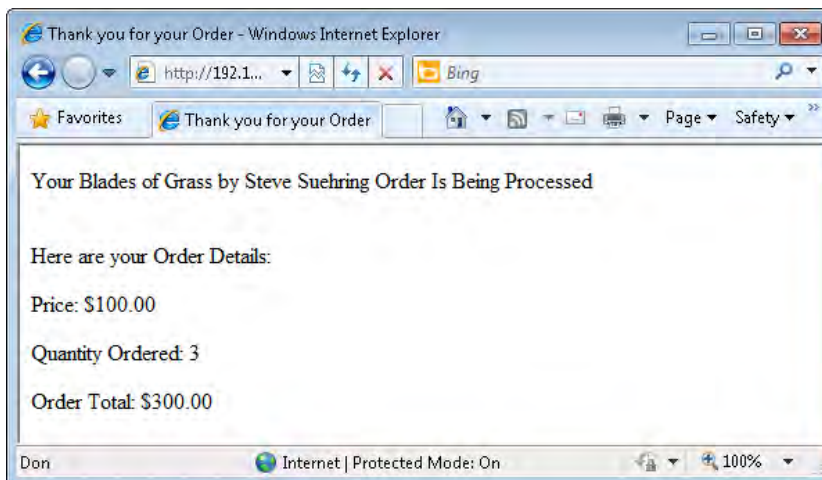 Thank you for your Order - Windows Internet Explorer
http://192.1...
Bing
Favorites
Thank you for your Order
Page
Safety
Your Blades of Grass by Steve Suehring Order Is Being Processed
Here are your Order Details:
Price: $100.00
Quantity Ordered: 3
Order Total: $300.00
Don
Internet | Protected Mode: On
100%